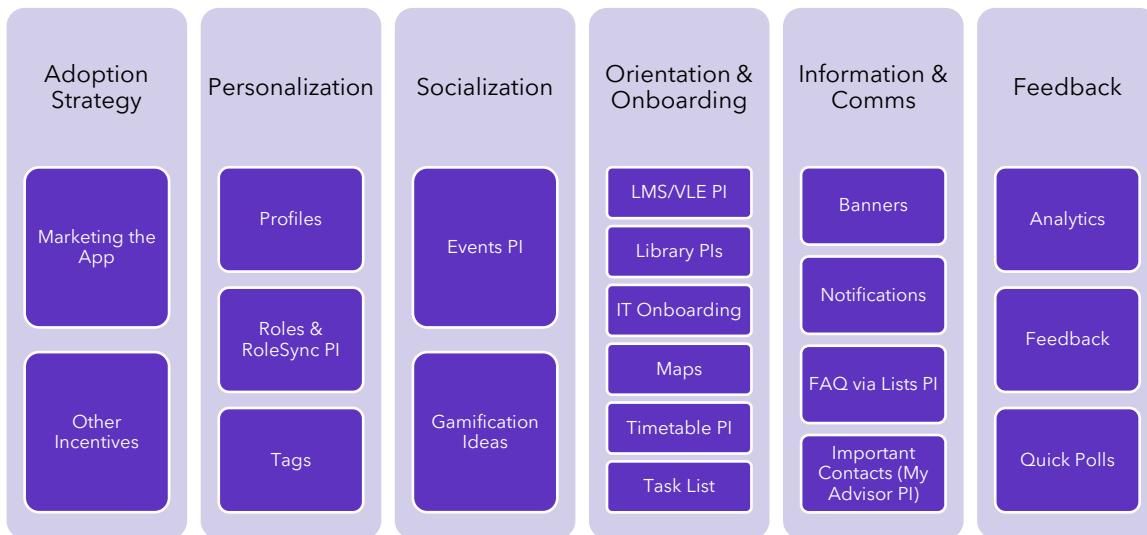 Adoption
Strategy
Marketing the
App
Other
Incentives
Personalization
Profiles
Roles &
RoleSync PI
Tags
Socialization
Events PI
Gamification
Ideas
Orientation &
Onboarding
LMS/VLE PI
Library PIs
IT Onboarding
Maps
Timetable PI
Task List
Information &
Comms
Banners
Notifications
FAQ via Lists PI
Important
Contacts (My
Advisor PI)
Feedback
Analytics
Feedback
Quick Polls